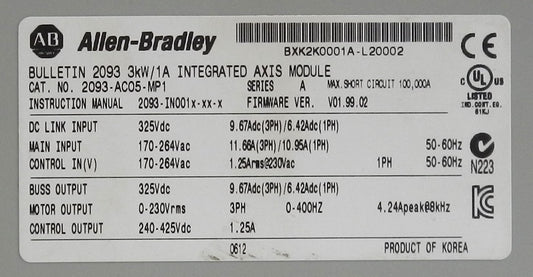 AB Allen-Bradley
BXK2K0001A-L20002
BULLETIN 2093 3kW/1A INTEGRATED AXIS MODULE
CAT. NO. 2093-AC05-MP1 SERIES A MAX.SHORT CIRCUIT 100,000A
INSTRUCTION MANUAL 2093-IN001x-xx-x FIRMWARE VER. V01.99.02
C UL US
LISTED
IND.CONT.EQ.
61KJ
DC LINK INPUT 325Vdc 9.67Adc(3PH)/6.42Adc(1PH)
MAIN INPUT 170-264Vac 11.66A(3PH)/10.95A(1PH) 50-60Hz
CONTROL IN(V) 170-264Vac 1.25Arms@230Vac 1PH 50-60Hz
N223
BUSS OUTPUT 325Vdc 9.67Adc(3PH)/6.42Adc(1PH)
MOTOR OUTPUT 0-230Vrms 3PH 0-400HZ 4.24Apeak@8kHz
CONTROL OUTPUT 240-425Vdc 1.25A
0612 PRODUCT OF KOREA